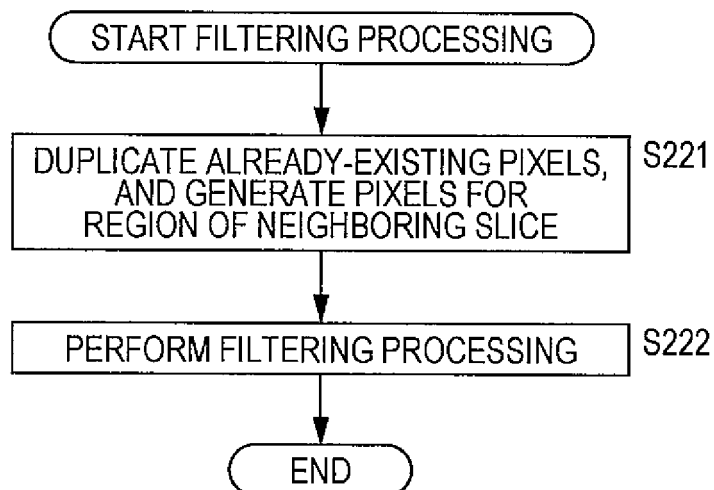 START FILTERING PROCESSING
DUPLICATE ALREADY-EXISTING PIXELS,
AND GENERATE PIXELS FOR
REGION OF NEIGHBORING SLICE
S221
PERFORM FILTERING PROCESSING
S222
END